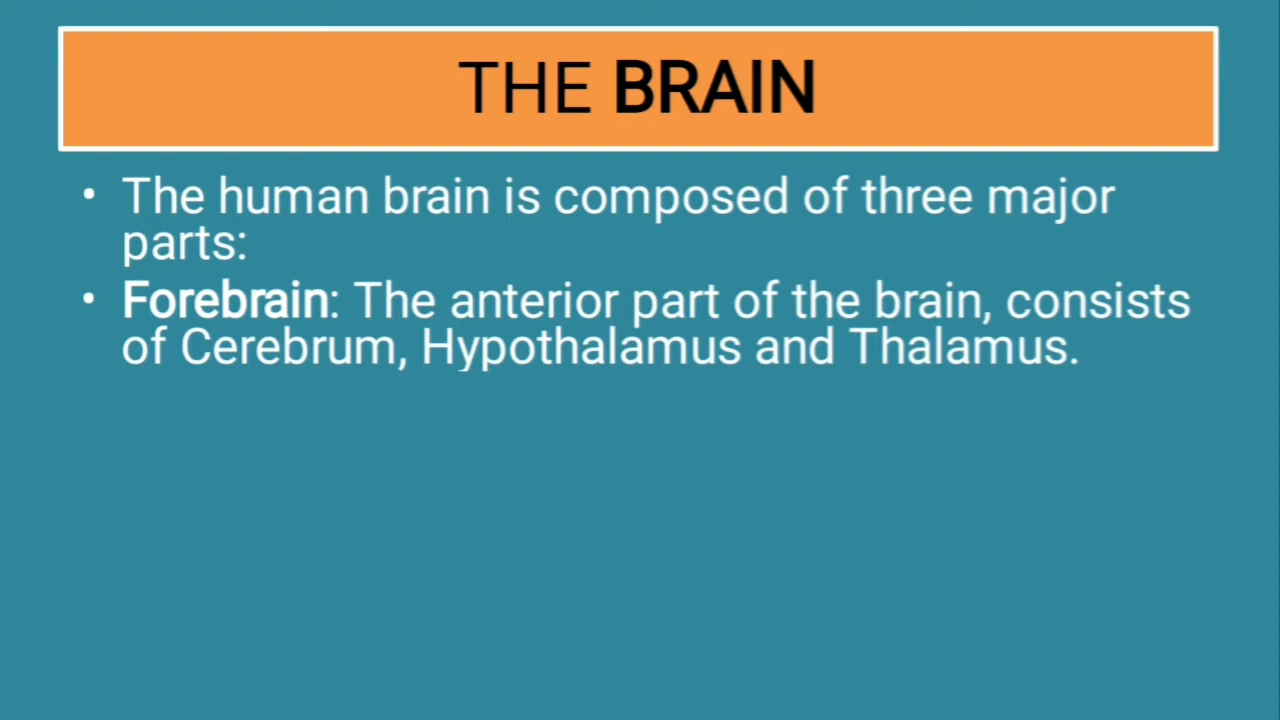 THE BRAIN
• The human brain is composed of three major
parts:
• Forebrain: The anterior part of the brain, consists
of Cerebrum, Hypothalamus and Thalamus.